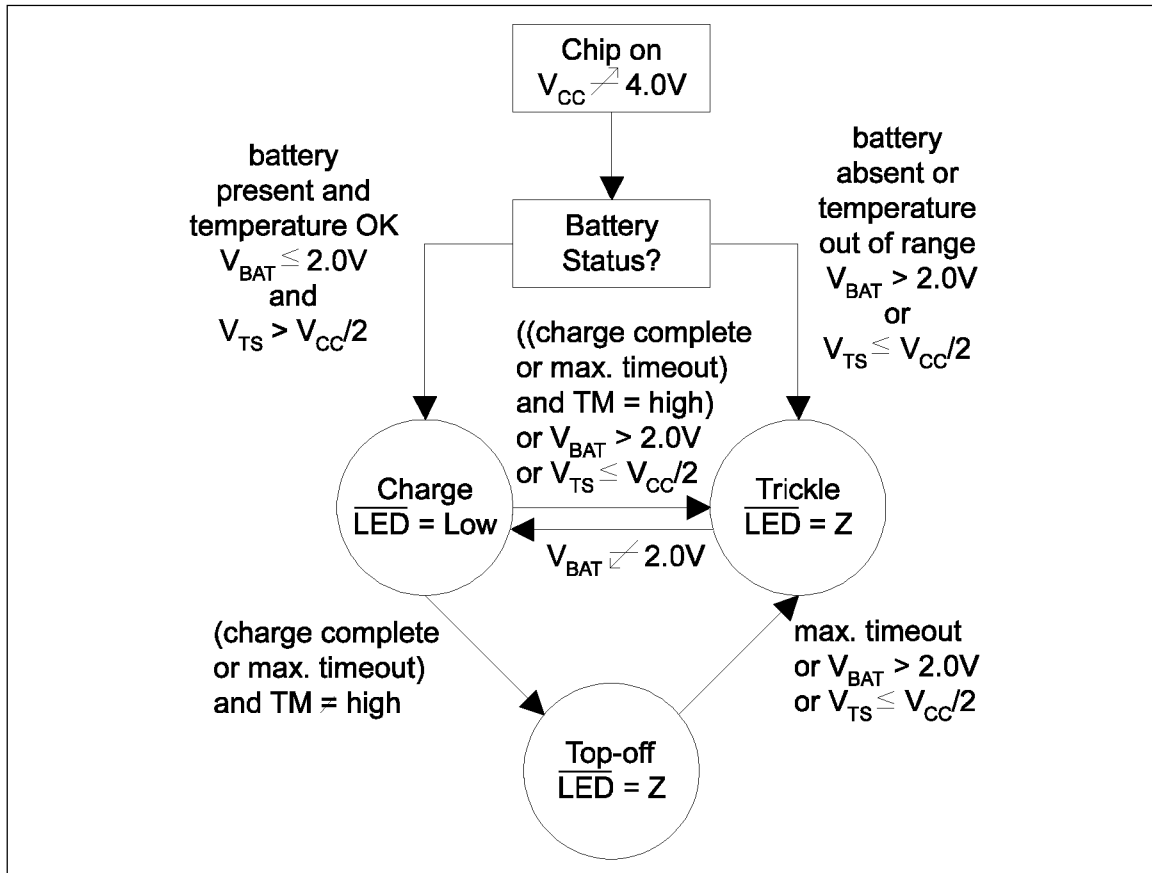 Chip on
V_CC ↗ 4.0V
battery
present and
temperature OK
V_BAT ≤ 2.0V
and
V_TS > V_CC/2
Battery
Status?
battery
absent or
temperature
out of range
V_BAT > 2.0V
or
V_TS ≤ V_CC/2
((charge complete
or max. timeout)
and TM = high)
or V_BAT > 2.0V
or V_TS ≤ V_CC/2
Charge
L̅E̅D̅ = Low
Trickle
L̅E̅D̅ = Z
V_BAT ↙ 2.0V
(charge complete
or max. timeout)
and TM ≠ high
max. timeout
or V_BAT > 2.0V
or V_TS ≤ V_CC/2
Top-off
L̅E̅D̅ = Z